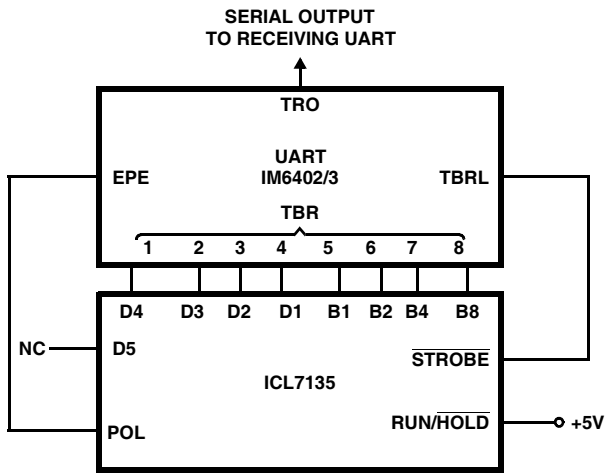 SERIAL OUTPUT
TO RECEIVING UART
TRO
UART
IM6402/3
EPE
TBRL
TBR
1 2 3 4 5 6 7 8
D4 D3 D2 D1 B1 B2 B4 B8
NC
D5
STROBE
ICL7135
RUN/HOLD
+5V
POL